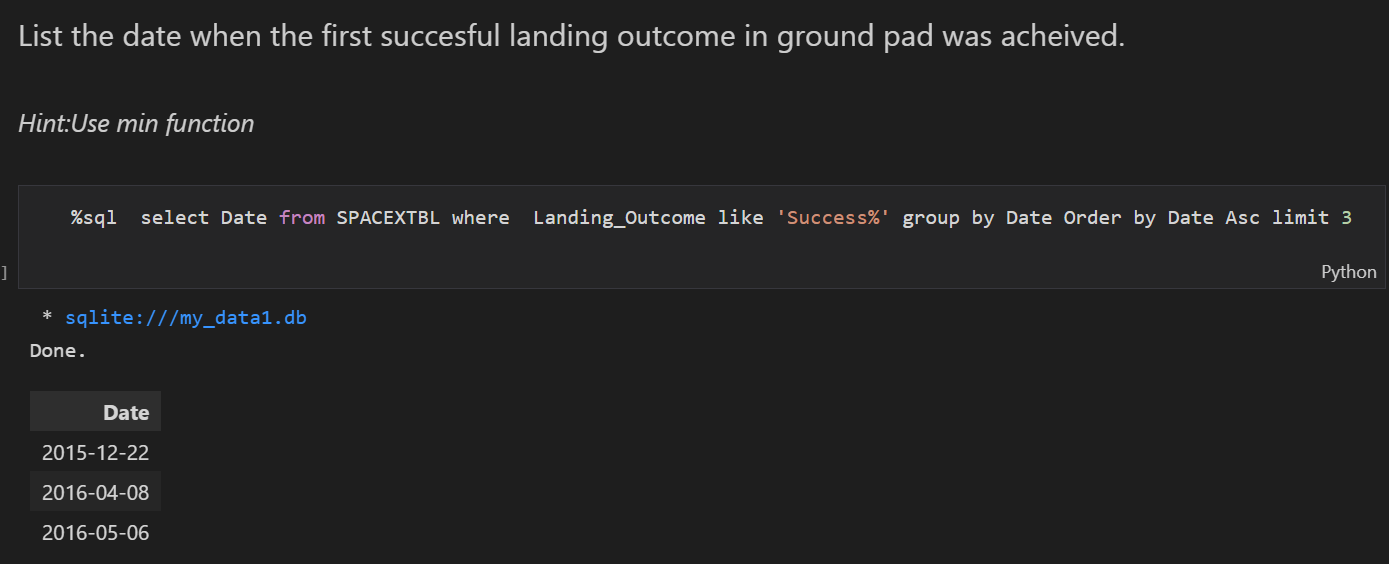 List the date when the first succesful landing outcome in ground pad was acheived.
Hint:Use min function
%sql  select Date from SPACEXTBL where  Landing_Outcome like 'Success%' group by Date Order by Date Asc limit 3
]
Python
* sqlite:///my_data1.db
Done.
Date
2015-12-22
2016-04-08
2016-05-06